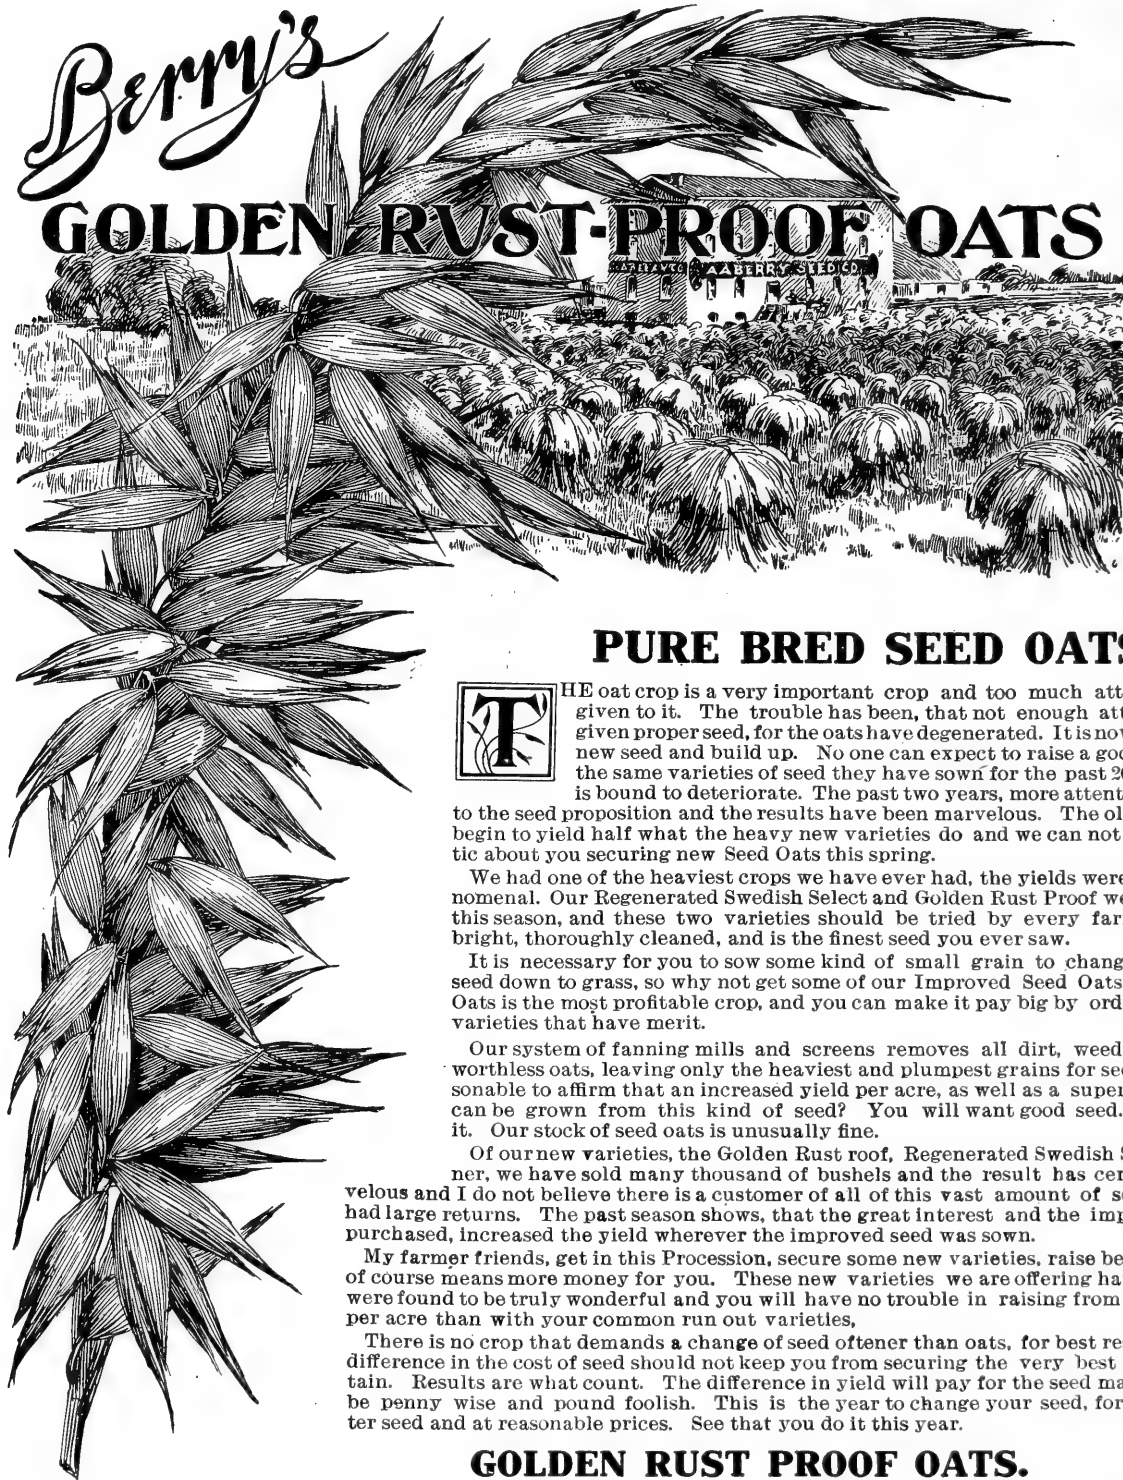 Berry's
GOLDEN RUST-PROOF OATS
A.A.BERRY SEED CO.
PURE BRED SEED OATS
THE oat crop is a very important crop and too much att
given to it. The trouble has been, that not enough att
given proper seed, for the oats have degenerated. It is no
new seed and build up. No one can expect to raise a goo
the same varieties of seed they have sown for the past 2
is bound to deteriorate. The past two years, more attent
to the seed proposition and the results have been marvelous. The ol
begin to yield half what the heavy new varieties do and we can not
tic about you securing new Seed Oats this spring.
We had one of the heaviest crops we have ever had, the yields were
nomenal. Our Regenerated Swedish Select and Golden Rust Proof we
this season, and these two varieties should be tried by every far
bright, thoroughly cleaned, and is the finest seed you ever saw.
It is necessary for you to sow some kind of small grain to chang
seed down to grass, so why not get some of our Improved Seed Oats
Oats is the most profitable crop, and you can make it pay big by ord
varieties that have merit.
Our system of fanning mills and screens removes all dirt, weed
worthless oats, leaving only the heaviest and plumpest grains for se
sonable to affirm that an increased yield per acre, as well as a super
can be grown from this kind of seed? You will want good seed.
it. Our stock of seed oats is unusually fine.
Of our new varieties, the Golden Rust roof, Regenerated Swedish
ner, we have sold many thousand of bushels and the result has cer
velous and I do not believe there is a customer of all of this vast amount of s
had large returns. The past season shows, that the great interest and the imp
purchased, increased the yield wherever the improved seed was sown.
My farmer friends, get in this Procession, secure some new varieties, raise be
of course means more money for you. These new varieties we are offering ha
were found to be truly wonderful and you will have no trouble in raising from
per acre than with your common run out varieties,
There is no crop that demands a change of seed oftener than oats, for best re
difference in the cost of seed should not keep you from securing the very best
tain. Results are what count. The difference in yield will pay for the seed ma
be penny wise and pound foolish. This is the year to change your seed, for
ter seed and at reasonable prices. See that you do it this year.
GOLDEN RUST PROOF OATS.